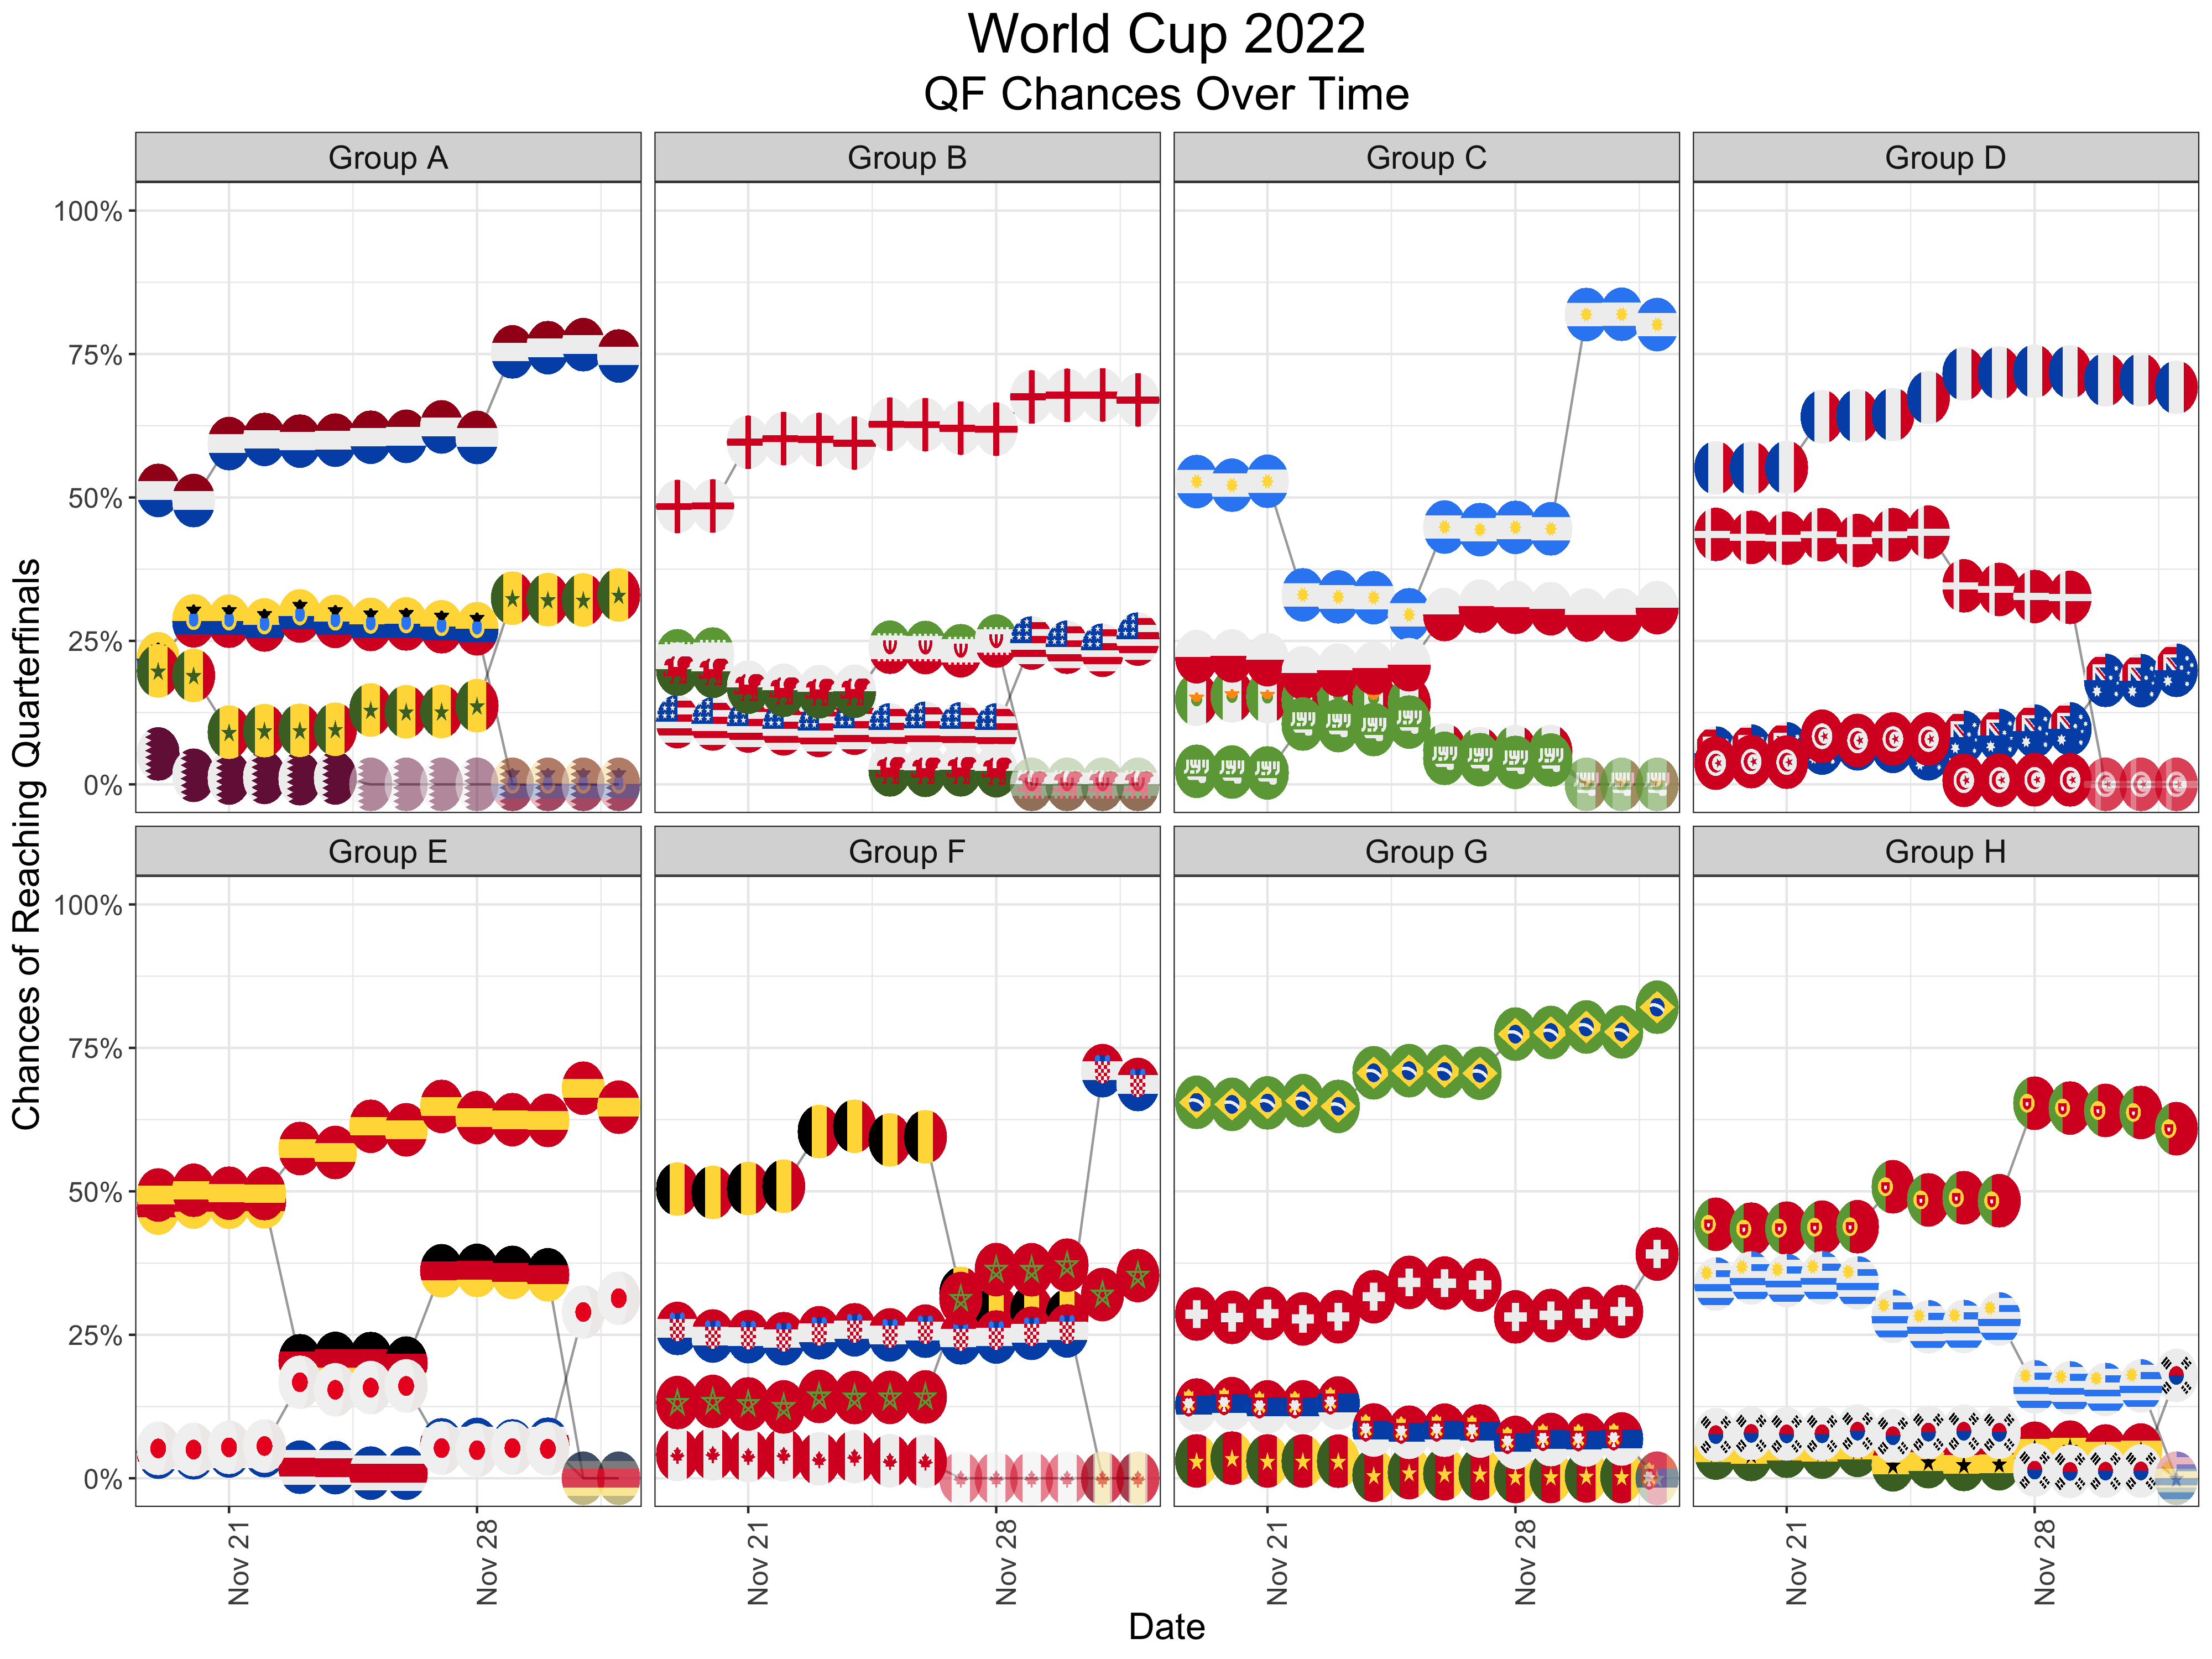 World Cup 2022
QF Chances Over Time
Group A
Group B
Group C
Group D
100%
75%
50%
25%
0%
Group E
Group F
Group G
Group H
100%
75%
50%
25%
0%
Chances of Reaching Quarterfinals
Nov 21
Nov 28
Nov 21
Nov 28
Nov 21
Nov 28
Nov 21
Nov 28
Date